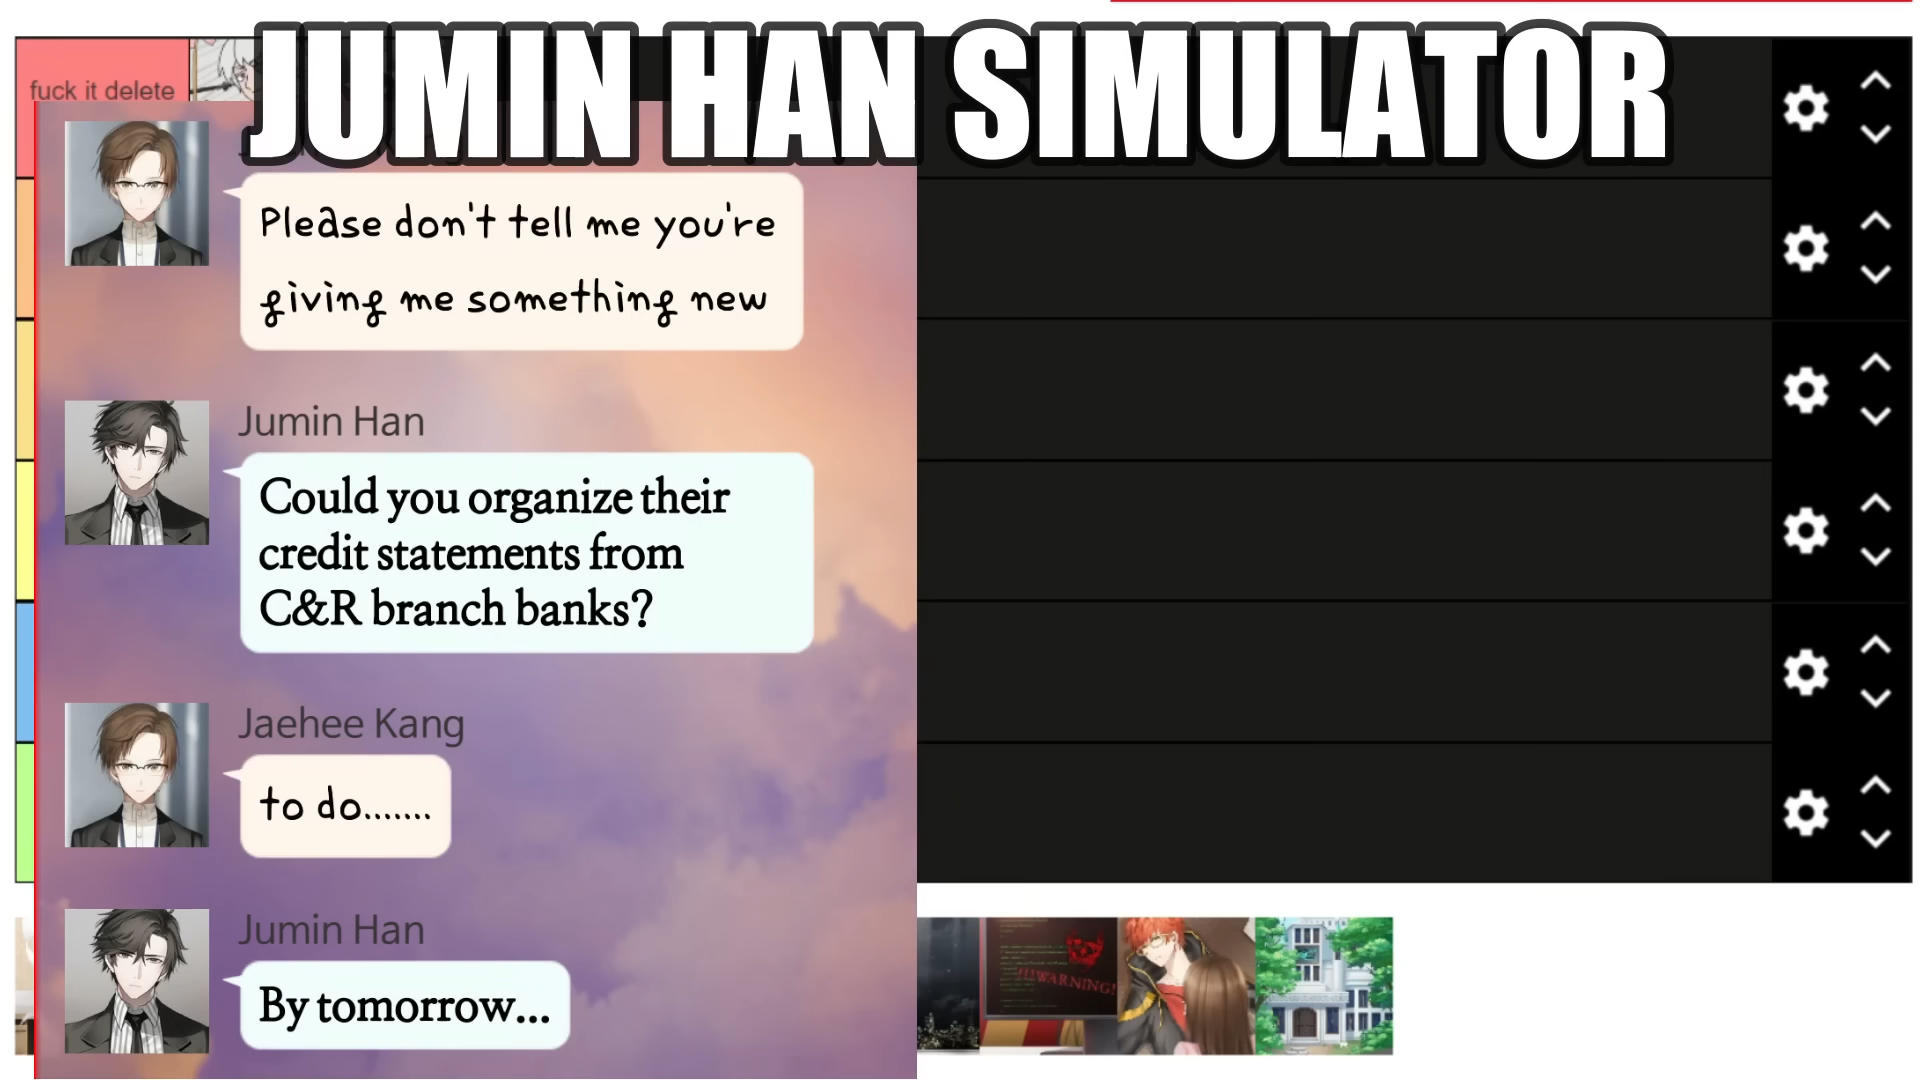 JUMIN HAN SIMULATOR
fuck it delete
Please don't tell me you're
giving me something new
Jumin Han
Could you organize their
credit statements from
C&R branch banks?
Jaehee Kang
to do.......
Jumin Han
By tomorrow...
!!!WARNING!